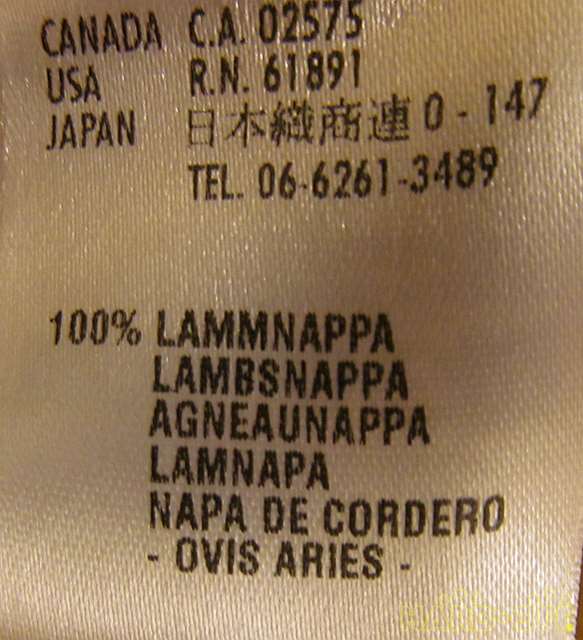 CANADA C.A. 02575
USA R.N. 61891
JAPAN 日本織商連 0 - 147
TEL. 06-6261-3489
100% LAMMNAPPA
LAMBSNAPPA
AGNEAUNAPPA
LAMNAPA
NAPA DE CORDERO
- OVIS ARIES -